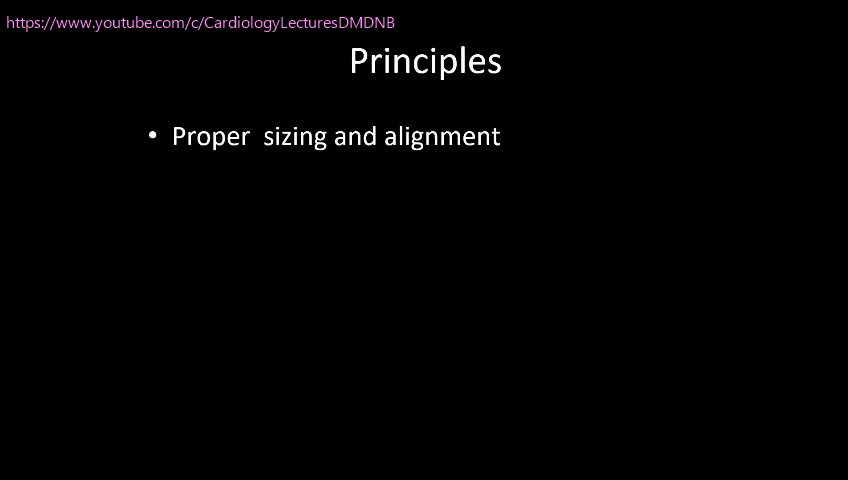 https://www.youtube.com/c/CardiologyLecturesDMDNB
Principles
• Proper sizing and alignment